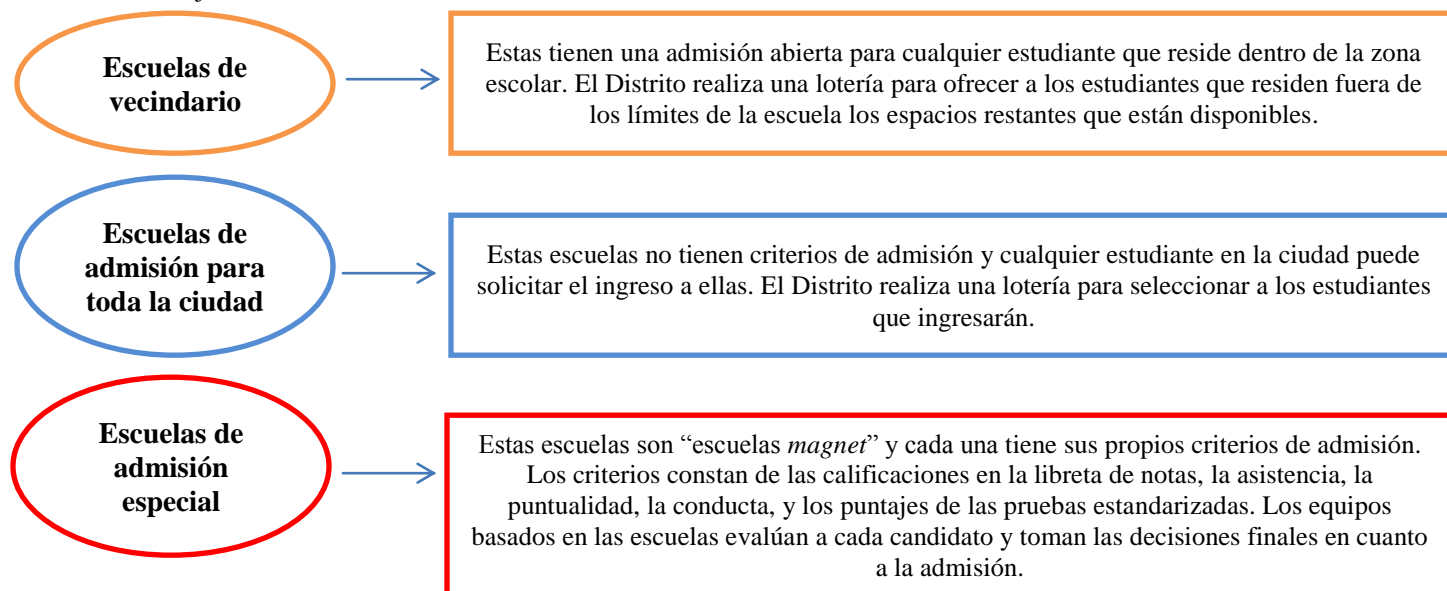 Escuelas de
vecindario
Estas tienen una admisión abierta para cualquier estudiante que reside dentro de la zona
escolar. El Distrito realiza una lotería para ofrecer a los estudiantes que residen fuera de
los límites de la escuela los espacios restantes que están disponibles.
Escuelas de
admisión para
toda la ciudad
Estas escuelas no tienen criterios de admisión y cualquier estudiante en la ciudad puede
solicitar el ingreso a ellas. El Distrito realiza una lotería para seleccionar a los estudiantes
que ingresarán.
Escuelas de
admisión
especial
Estas escuelas son “escuelas magnet” y cada una tiene sus propios criterios de admisión.
Los criterios constan de las calificaciones en la libreta de notas, la asistencia, la
puntualidad, la conducta, y los puntajes de las pruebas estandarizadas. Los equipos
basados en las escuelas evalúan a cada candidato y toman las decisiones finales en cuanto
a la admisión.